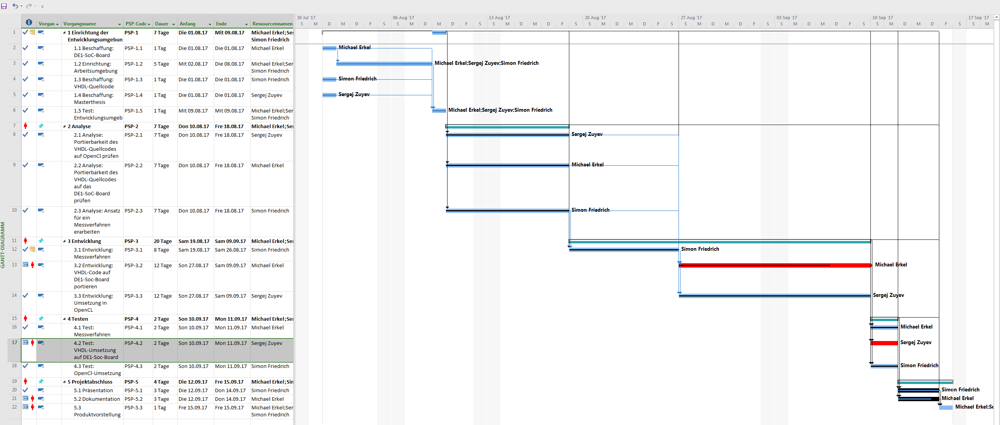 30 Jul '17 06 Aug '17 13 Aug '17 20 Aug '17 27 Aug '17 03 Sep '17 10 Sep '17 17 Sep '17
Vorgan Vorgangsname PSP-Code Dauer Anfang Ende Ressourcennamen
S M D M D F S S M D M D F S S M D M D F S S M D M D F S S M D M D F S S M D M D F S S M D M D F S S M
1 1 Einrichtung der PSP-1 7 Tage Die 01.08.17 Mit 09.08.17 Michael Erkel;Ser
Entwicklungsumgebun Simon Friedrich
2 1.1 Beschaffung: PSP-1.1 1 Tag Die 01.08.17 Die 01.08.17 Michael Erkel Michael Erkel
DE1-SoC-Board
3 1.2 Einrichtung: PSP-1.2 5 Tage Mit 02.08.17 Die 08.08.17 Michael Erkel;Ser Michael Erkel;Sergej Zuyev;Simon Friedrich
Arbeitsumgebung Simon Friedrich
4 1.3 Beschaffung: PSP-1.3 1 Tag Die 01.08.17 Die 01.08.17 Simon Friedrich Simon Friedrich
VHDL-Quellcode
5 1.4 Beschaffung: PSP-1.4 1 Tag Die 01.08.17 Die 01.08.17 Sergej Zuyev Sergej Zuyev
Masterthesis
6 1.5 Test: PSP-1.5 1 Tag Mit 09.08.17 Mit 09.08.17 Michael Erkel;Ser Michael Erkel;Sergej Zuyev;Simon Friedrich
Entwicklungsumgeb Simon Friedrich
7 2 Analyse PSP-2 7 Tage Don 10.08.17 Fre 18.08.17 Michael Erkel;Se
8 2.1 Analyse: PSP-2.1 7 Tage Don 10.08.17 Fre 18.08.17 Sergej Zuyev Sergej Zuyev
Portierbarkeit des
VHDL-Quellcodes
auf OpenCl prüfen
9 2.2 Analyse: PSP-2.2 7 Tage Don 10.08.17 Fre 18.08.17 Michael Erkel Michael Erkel
Portierbarkeit des
VHDL-Quellcodes
auf das
DE1-SoC-Board
prüfen
10 2.3 Analyse: Ansatz PSP-2.3 7 Tage Don 10.08.17 Fre 18.08.17 Simon Friedrich Simon Friedrich
für ein
Messverfahren
erarbeiten
GANTT-DIAGRAMM
11 3 Entwicklung PSP-3 20 Tage Sam 19.08.17 Sam 09.09.17 Michael Erkel;Se
12 3.1 Entwicklung: PSP-3.1 8 Tage Sam 19.08.17 Sam 26.08.17 Simon Friedrich Simon Friedrich
Messverfahren
13 3.2 Entwicklung: PSP-3.2 12 Tage Son 27.08.17 Sam 09.09.17 Michael Erkel Michael Erkel
VHDL-Code auf
DE1-Soc-Board
portieren
14 3.3 Entwicklung: PSP-3.3 12 Tage Son 27.08.17 Sam 09.09.17 Sergej Zuyev Sergej Zuyev
Umsetzung in
OpenCL
15 4 Testen PSP-4 2 Tage Son 10.09.17 Mon 11.09.17 Michael Erkel;Se
16 4.1 Test: PSP-4.1 2 Tage Son 10.09.17 Mon 11.09.17 Michael Erkel Michael Erkel
Messverfahren
17 4.2 Test: PSP-4.2 2 Tage Son 10.09.17 Mon 11.09.17 Sergej Zuyev Sergej Zuyev
VHDL-Umsetzung
auf DE1-Soc-Board
18 4.3 Test: PSP-4.3 2 Tage Son 10.09.17 Mon 11.09.17 Simon Friedrich Simon Friedrich
OpenCl-Umsetzung
19 5 Projektabschluss PSP-5 4 Tage Die 12.09.17 Fre 15.09.17 Michael Erkel;Sin
20 5.1 Präsentation PSP-5.1 3 Tage Die 12.09.17 Don 14.09.17 Simon Friedrich Simon Friedrich
21 5.2 Dokumentation PSP-5.2 3 Tage Die 12.09.17 Don 14.09.17 Michael Erkel Michael Erkel
22 5.3 PSP-5.3 1 Tag Fre 15.09.17 Fre 15.09.17 Michael Erkel;Ser Michael Erkel;Se
Produktvorstellung Simon Friedrich